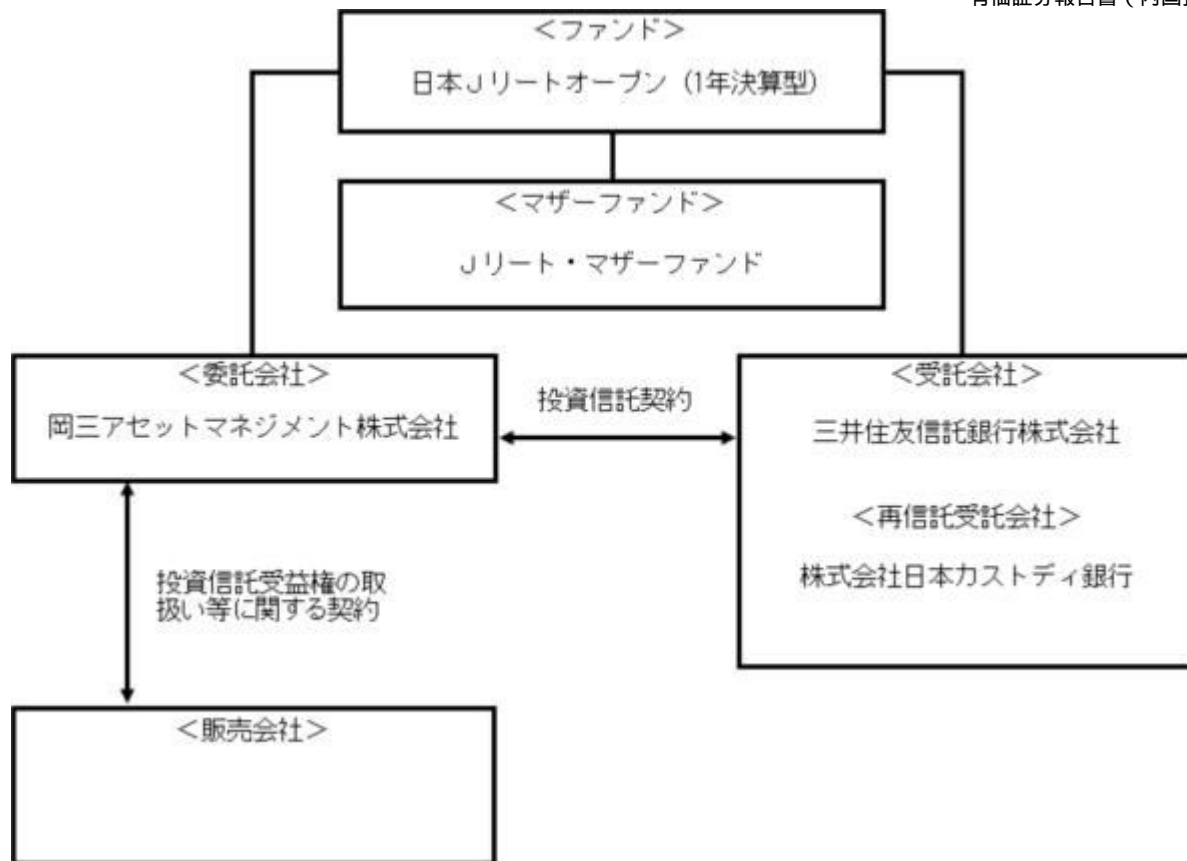 ＜ファンド＞
日本Ｊリートオープン（1年決算型）
＜マザーファンド＞
Ｊリート・マザーファンド
＜委託会社＞
岡三アセットマネジメント株式会社
投資信託契約
＜受託会社＞
三井住友信託銀行株式会社
＜再信託受託会社＞
株式会社日本カストディ銀行
投資信託受益権の取
扱い等に関する契約
＜販売会社＞